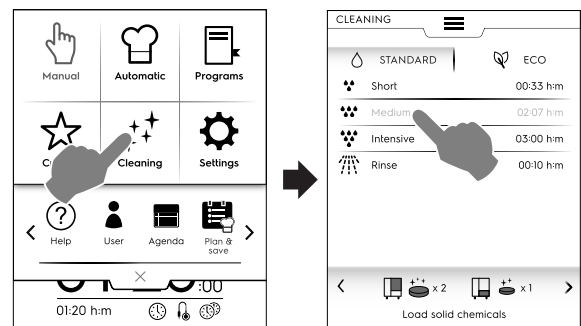 Manual Automatic Programs
Cleaning Settings
Help User Agenda Plan &
save
:00
01:20 h:m
CLEANING
STANDARD ECO
Short 00:33 h:m
Medium 02:07 h:m
Intensive 03:00 h:m
Rinse 00:10 h:m
x 2 x 1
Load solid chemicals